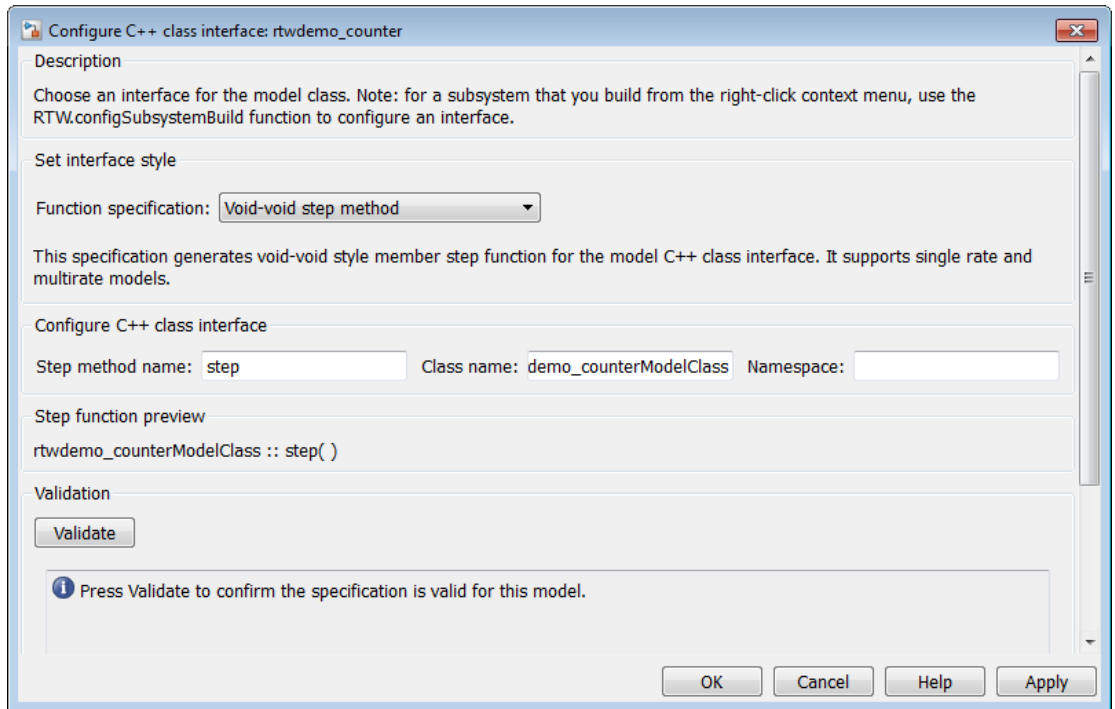 Configure C++ class interface: rtwdemo_counter
Description
Choose an interface for the model class. Note: for a subsystem that you build from the right-click context menu, use the
RTW.configSubsystemBuild function to configure an interface.
Set interface style
Function specification: Void-void step method
This specification generates void-void style member step function for the model C++ class interface. It supports single rate and
multirate models.
Configure C++ class interface
Step method name: step Class name: demo_counterModelClass Namespace:
Step function preview
rtwdemo_counterModelClass :: step( )
Validation
Validate
Press Validate to confirm the specification is valid for this model.
OK Cancel Help Apply